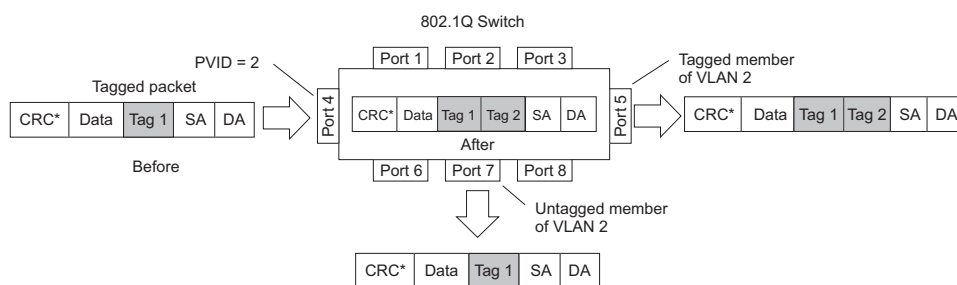 802.1Q Switch
PVID = 2
Port 1
Port 2
Port 3
Tagged member
of VLAN 2
Tagged packet
CRC* Data Tag 1 SA DA
Before
Port 4
CRC* Data Tag 1 Tag 2 SA DA
After
Port 5
CRC* Data Tag 1 Tag 2 SA DA
Port 6
Port 7
Port 8
Untagged member
of VLAN 2
CRC* Data Tag 1 SA DA